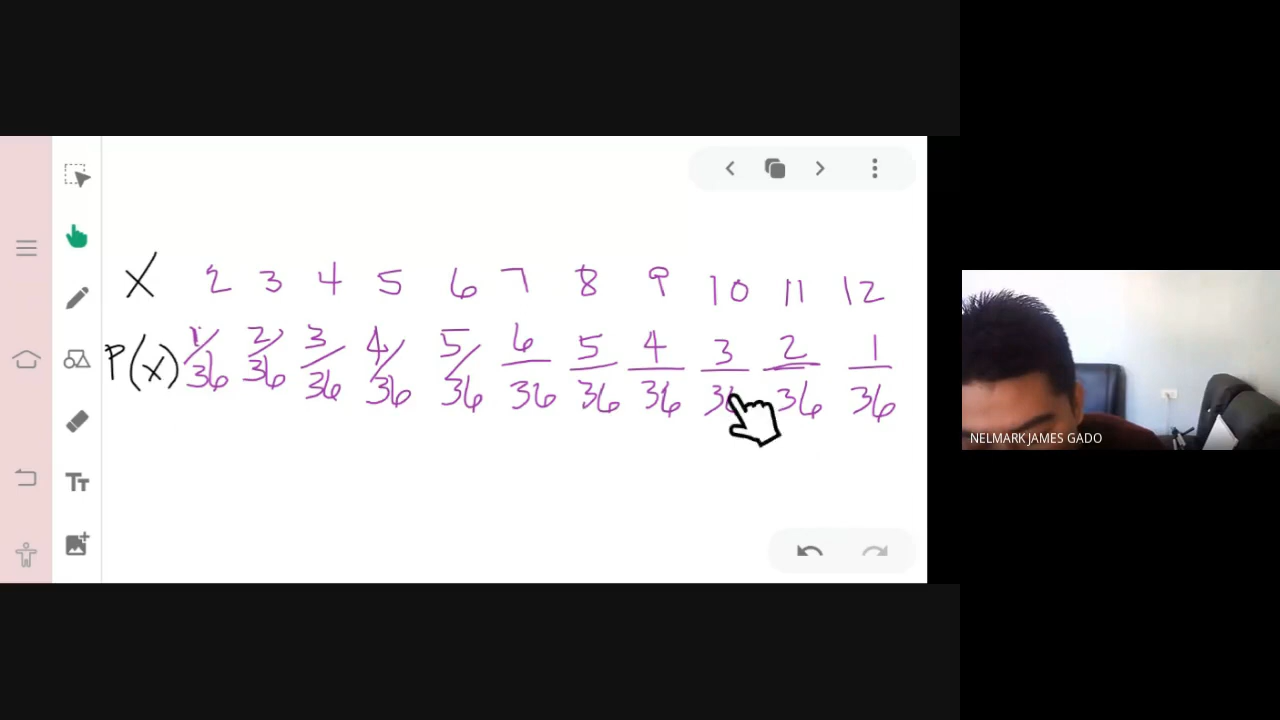 X 2 3 4 5 6 7 8 9 10 11 12
P(x) 1/36 2/36 3/36 4/36 5/36 6/36 5/36 4/36 3/36 2/36 1/36
Tт
NELMARK JAMES GADO